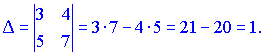 Δ = |3 4; 5 7| = 3·7 − 4·5 = 21 − 20 = 1.